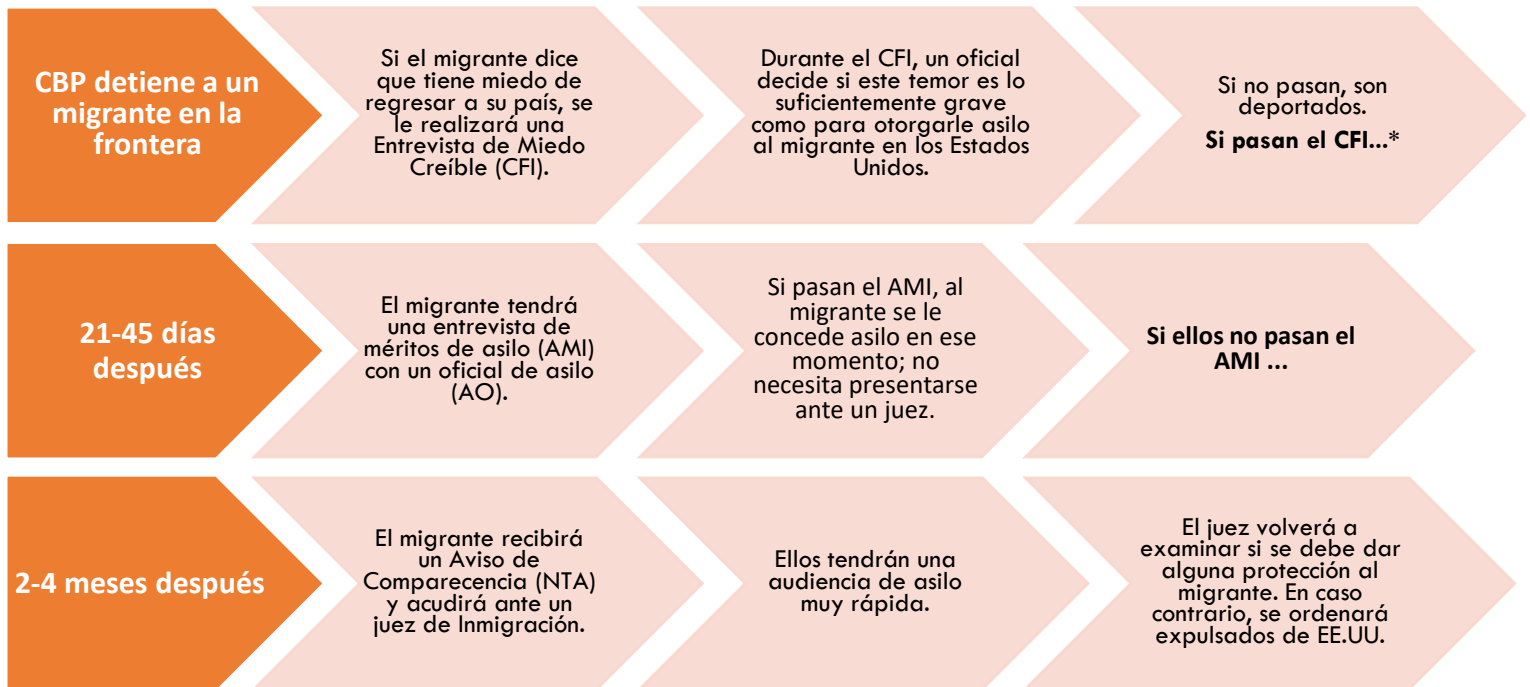 CBP detiene a un
migrante en la
frontera
Si el migrante dice
que tiene miedo de
regresar a su país, se
le realizará una
Entrevista de Miedo
Creíble (CFI).
Durante el CFI, un oficial
decide si este temor es lo
suficientemente grave
como para otorgarle asilo
al migrante en los Estados
Unidos.
Si no pasan, son
deportados.
Si pasan el CFI...*
21-45 días
después
El migrante tendrá
una entrevista de
méritos de asilo (AMI)
con un oficial de asilo
(AO).
Si pasan el AMI, al
migrante se le
concede asilo en ese
momento; no
necesita presentarse
ante un juez.
Si ellos no pasan el
AMI ...
2-4 meses después
El migrante recibirá
un Aviso de
Comparecencia (NTA)
y acudirá ante un
juez de Inmigración.
Ellos tendrán una
audiencia de asilo
muy rápida.
El juez volverá a
examinar si se debe dar
alguna protección al
migrante. En caso
contrario, se ordenará
expulsados de EE.UU.